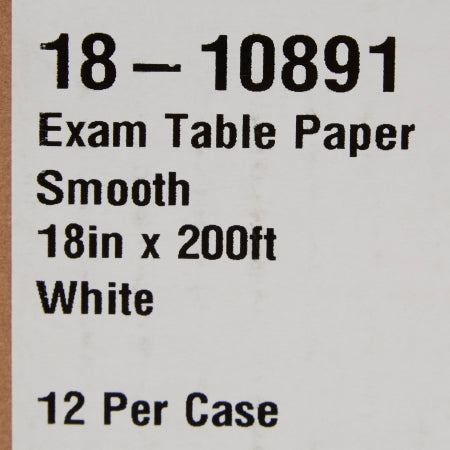 18-10891
Exam Table Paper
Smooth
18in x 200ft
White
12 Per Case